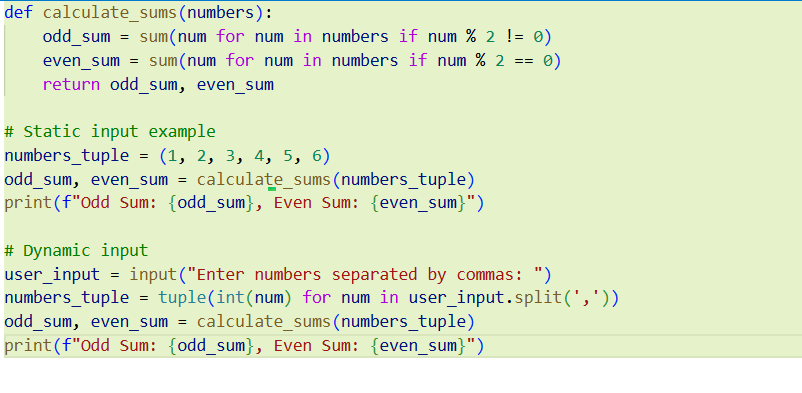 def calculate_sums(numbers):
    odd_sum = sum(num for num in numbers if num % 2 != 0)
    even_sum = sum(num for num in numbers if num % 2 == 0)
    return odd_sum, even_sum

# Static input example
numbers_tuple = (1, 2, 3, 4, 5, 6)
odd_sum, even_sum = calculate_sums(numbers_tuple)
print(f"Odd Sum: {odd_sum}, Even Sum: {even_sum}")

# Dynamic input
user_input = input("Enter numbers separated by commas: ")
numbers_tuple = tuple(int(num) for num in user_input.split(','))
odd_sum, even_sum = calculate_sums(numbers_tuple)
print(f"Odd Sum: {odd_sum}, Even Sum: {even_sum}")